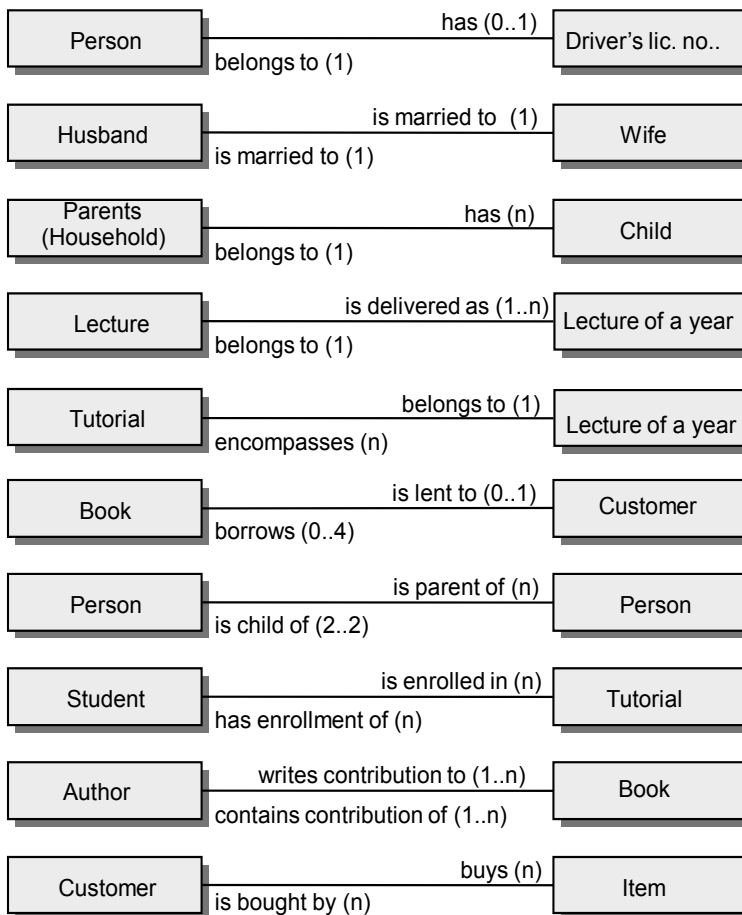 has (0..1)
Person
Driver's lic. no..
belongs to (1)
is married to (1)
Husband
Wife
is married to (1)
Parents
(Household)
has (n)
Child
belongs to (1)
is delivered as (1..n)
Lecture
Lecture of a year
belongs to (1)
belongs to (1)
Tutorial
Lecture of a year
encompasses (n)
is lent to (0..1)
Book
Customer
borrows (0..4)
is parent of (n)
Person
Person
is child of (2..2)
is enrolled in (n)
Student
Tutorial
has enrollment of (n)
writes contribution to (1..n)
Author
Book
contains contribution of (1..n)
buys (n)
Customer
Item
is bought by (n)